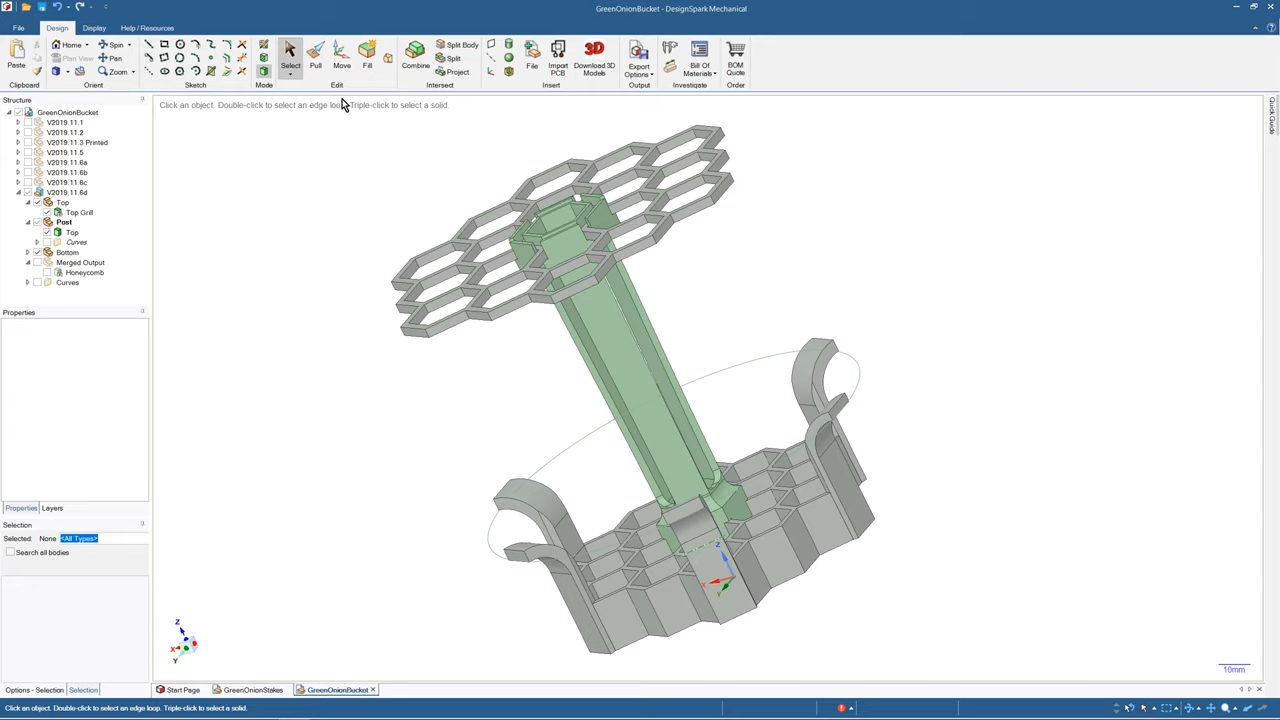 GreenOnionBucket - DesignSpark Mechanical
File Design Display Help / Resources
Paste Home Spin Select Pull Move Fill Combine Split Body File Import PCB Download 3D Models Export Options Bill Of Materials BOM Quote
Plan View Pan Split
Zoom Project
Clipboard Orient Sketch Mode Edit Intersect Insert Output Investigate Order
Structure
Click an object. Double-click to select an edge loop. Triple-click to select a solid.
Quick Guide
GreenOnionBucket
V2019.11.1
V2019.11.2
V2019.11.3 Printed
V2019.11.5
V2019.11.6a
V2019.11.6b
V2019.11.6c
V2019.11.6d
Top
Top Grill
Post
Top
Curves
Bottom
Merged Output
Honeycomb
Curves
Properties
Properties Layers
Selection
Selected: None <All Types>
Search all bodies
Z
X
Y
Z
X
Y
10mm
Options - Selection Selection Start Page GreenOnionStakes GreenOnionBucket
Click an object. Double-click to select an edge loop. Triple-click to select a solid.